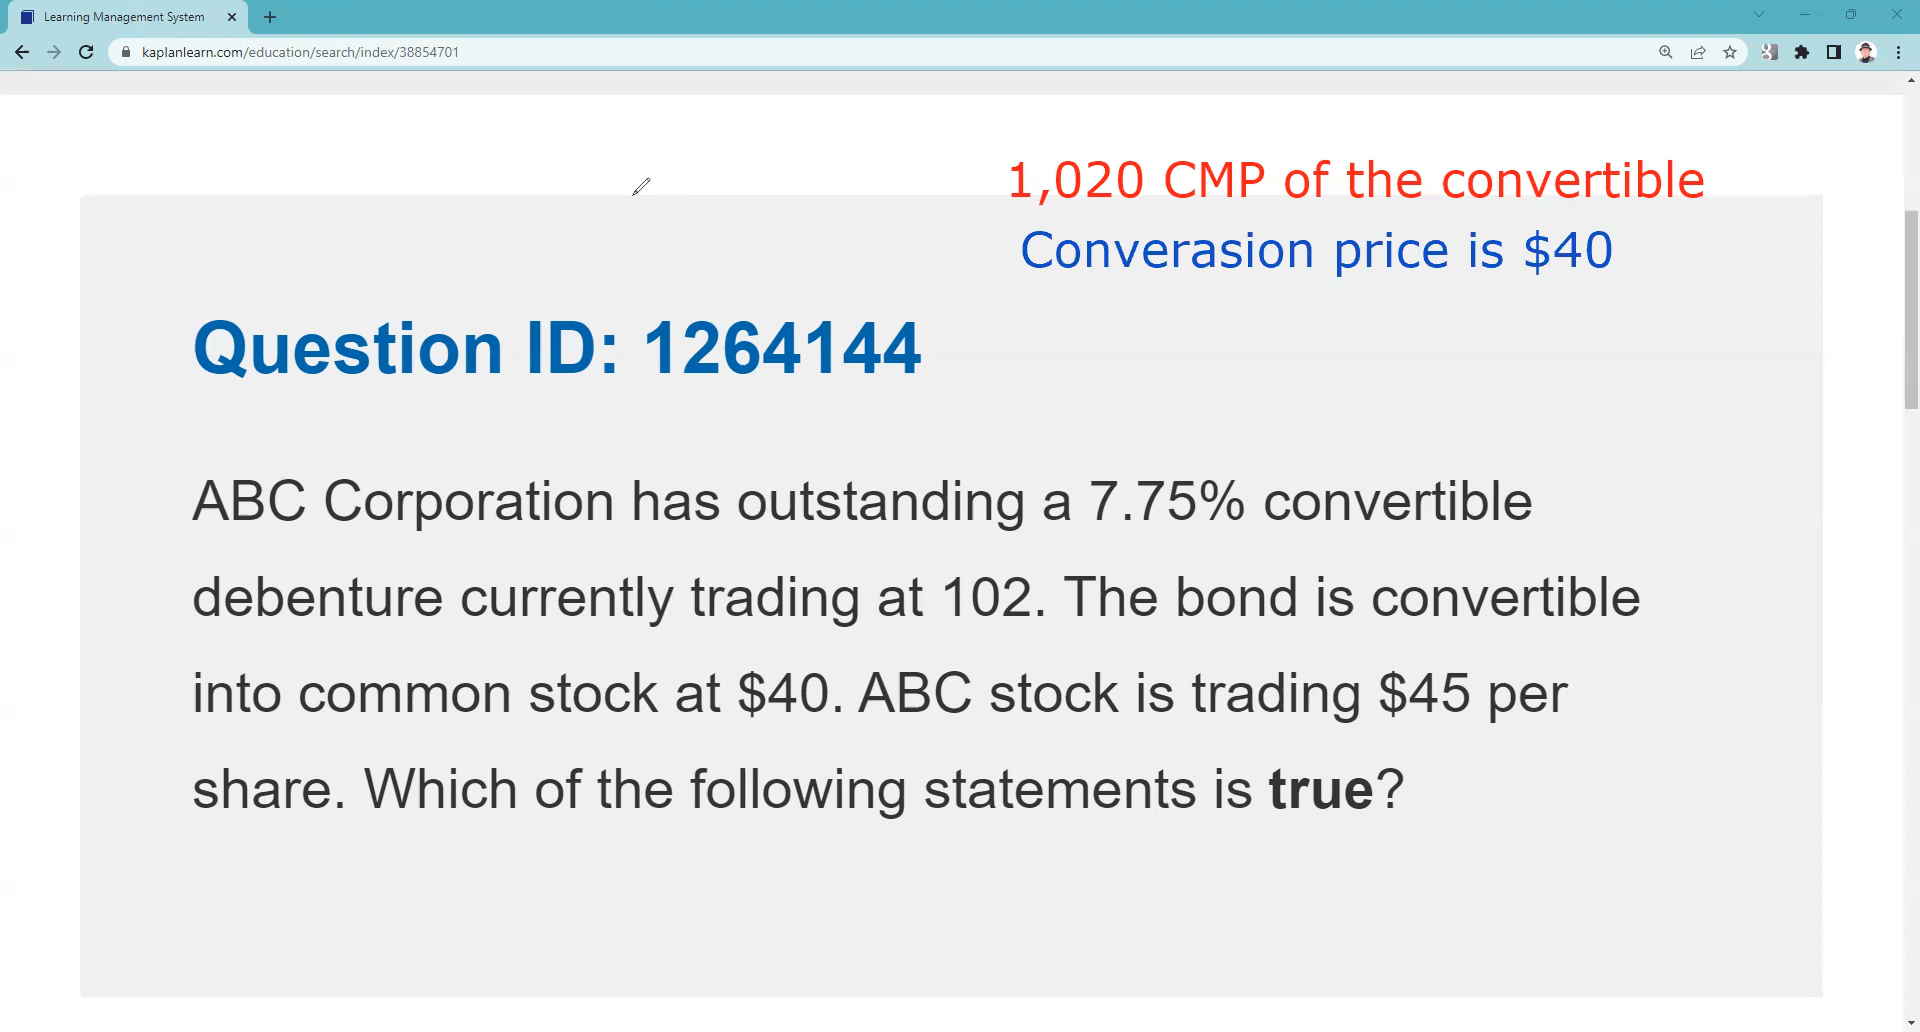 Learning Management System
kaplanlearn.com/education/search/index/38854701
1,020 CMP of the convertible
Converasion price is $40
Question ID: 1264144
ABC Corporation has outstanding a 7.75% convertible
debenture currently trading at 102. The bond is convertible
into common stock at $40. ABC stock is trading $45 per
share. Which of the following statements is true?